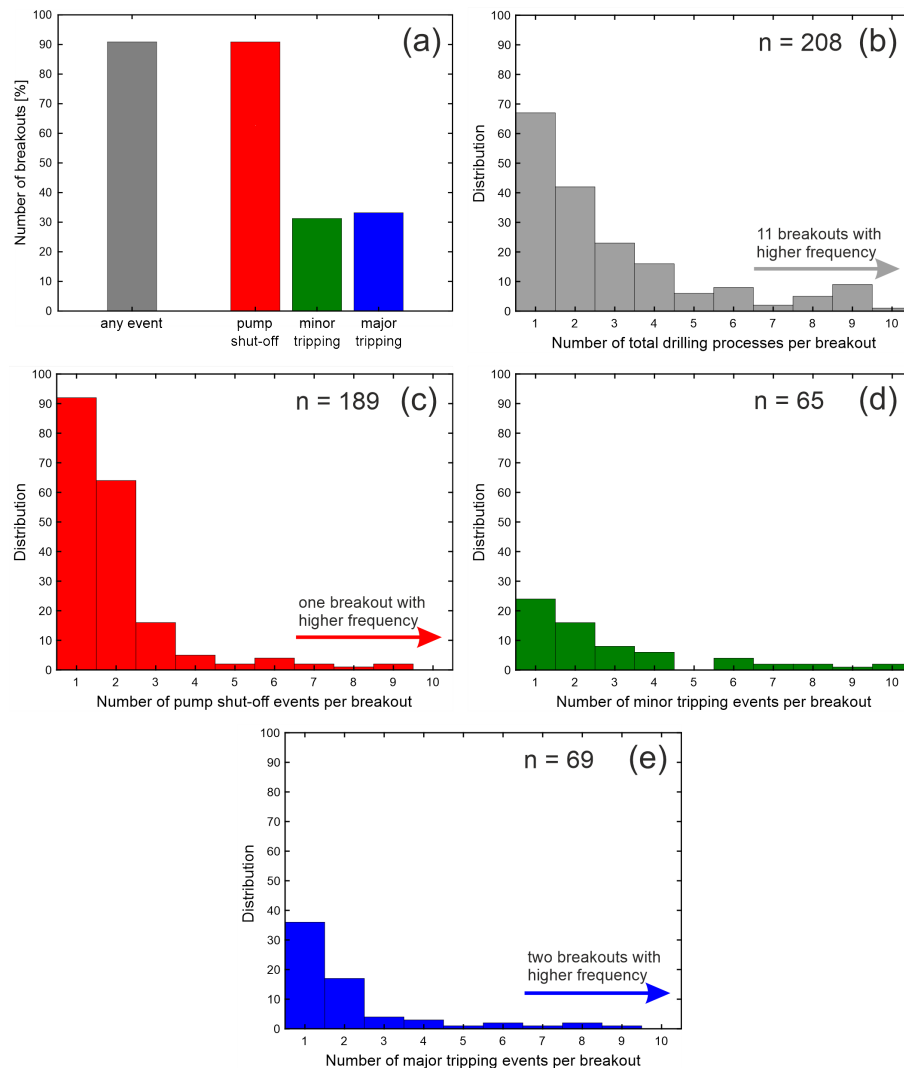 (a)
Number of breakouts [%]
100
90
80
70
60
50
40
30
20
10
0
any event
pump
shut-off
minor
tripping
major
tripping
n = 208 (b)
Distribution
100
90
80
70
60
50
40
30
20
10
0
11 breakouts with
higher frequency
1 2 3 4 5 6 7 8 9 10
Number of total drilling processes per breakout
n = 189 (c)
Distribution
100
90
80
70
60
50
40
30
20
10
0
one breakout with
higher frequency
1 2 3 4 5 6 7 8 9 10
Number of pump shut-off events per breakout
n = 65 (d)
Distribution
100
90
80
70
60
50
40
30
20
10
0
1 2 3 4 5 6 7 8 9 10
Number of minor tripping events per breakout
n = 69 (e)
Distribution
100
90
80
70
60
50
40
30
20
10
0
two breakouts with
higher frequency
1 2 3 4 5 6 7 8 9 10
Number of major tripping events per breakout